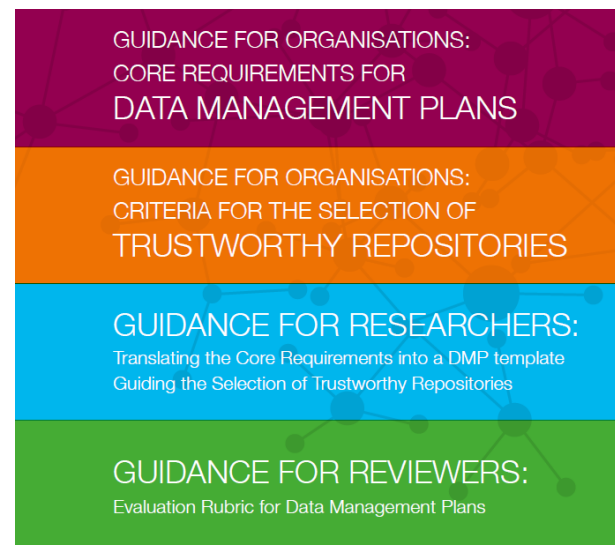 GUIDANCE FOR ORGANISATIONS:
CORE REQUIREMENTS FOR
DATA MANAGEMENT PLANS
GUIDANCE FOR ORGANISATIONS:
CRITERIA FOR THE SELECTION OF
TRUSTWORTHY REPOSITORIES
GUIDANCE FOR RESEARCHERS:
Translating the Core Requirements into a DMP template
Guiding the Selection of Trustworthy Repositories
GUIDANCE FOR REVIEWERS:
Evaluation Rubric for Data Management Plans